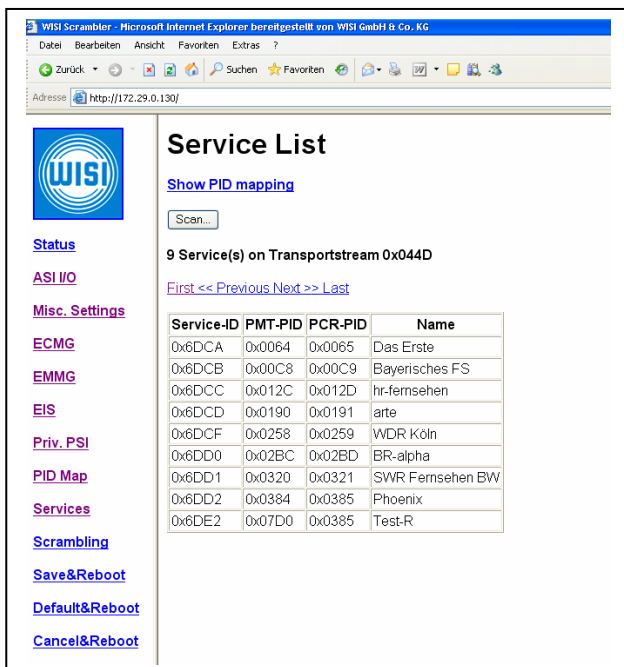 WISI Scrambler - Microsoft Internet Explorer bereitgestellt von WISI GmbH & Co. KG
Datei Bearbeiten Ansicht Favoriten Extras ?
Zurück Suchen Favoriten
Adresse http://172.29.0.130/
WISI
Status
ASI I/O
Misc. Settings
ECMG
EMMG
EIS
Priv. PSI
PID Map
Services
Scrambling
Save&Reboot
Default&Reboot
Cancel&Reboot
Service List
Show PID mapping
Scan...
9 Service(s) on Transportstream 0x044D
First << Previous Next >> Last
Service-ID PMT-PID PCR-PID Name
0x6DCA 0x0064 0x0065 Das Erste
0x6DCB 0x00C8 0x00C9 Bayerisches FS
0x6DCC 0x012C 0x012D hr-fernsehen
0x6DCD 0x0190 0x0191 arte
0x6DCF 0x0258 0x0259 WDR Köln
0x6DD0 0x02BC 0x02BD BR-alpha
0x6DD1 0x0320 0x0321 SWR Fernsehen BW
0x6DD2 0x0384 0x0385 Phoenix
0x6DE2 0x07D0 0x0385 Test-R